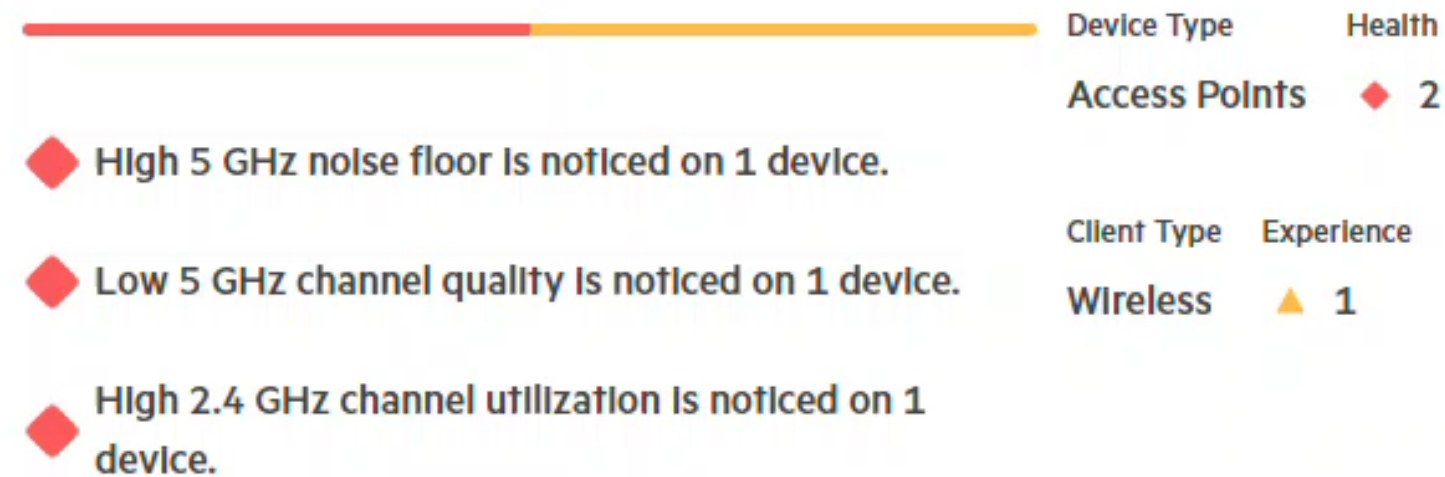 Device Type Health
Access Points 2
High 5 GHz noise floor is noticed on 1 device.
Low 5 GHz channel quality is noticed on 1 device.
High 2.4 GHz channel utilization is noticed on 1
device.
Client Type Experience
Wireless 1